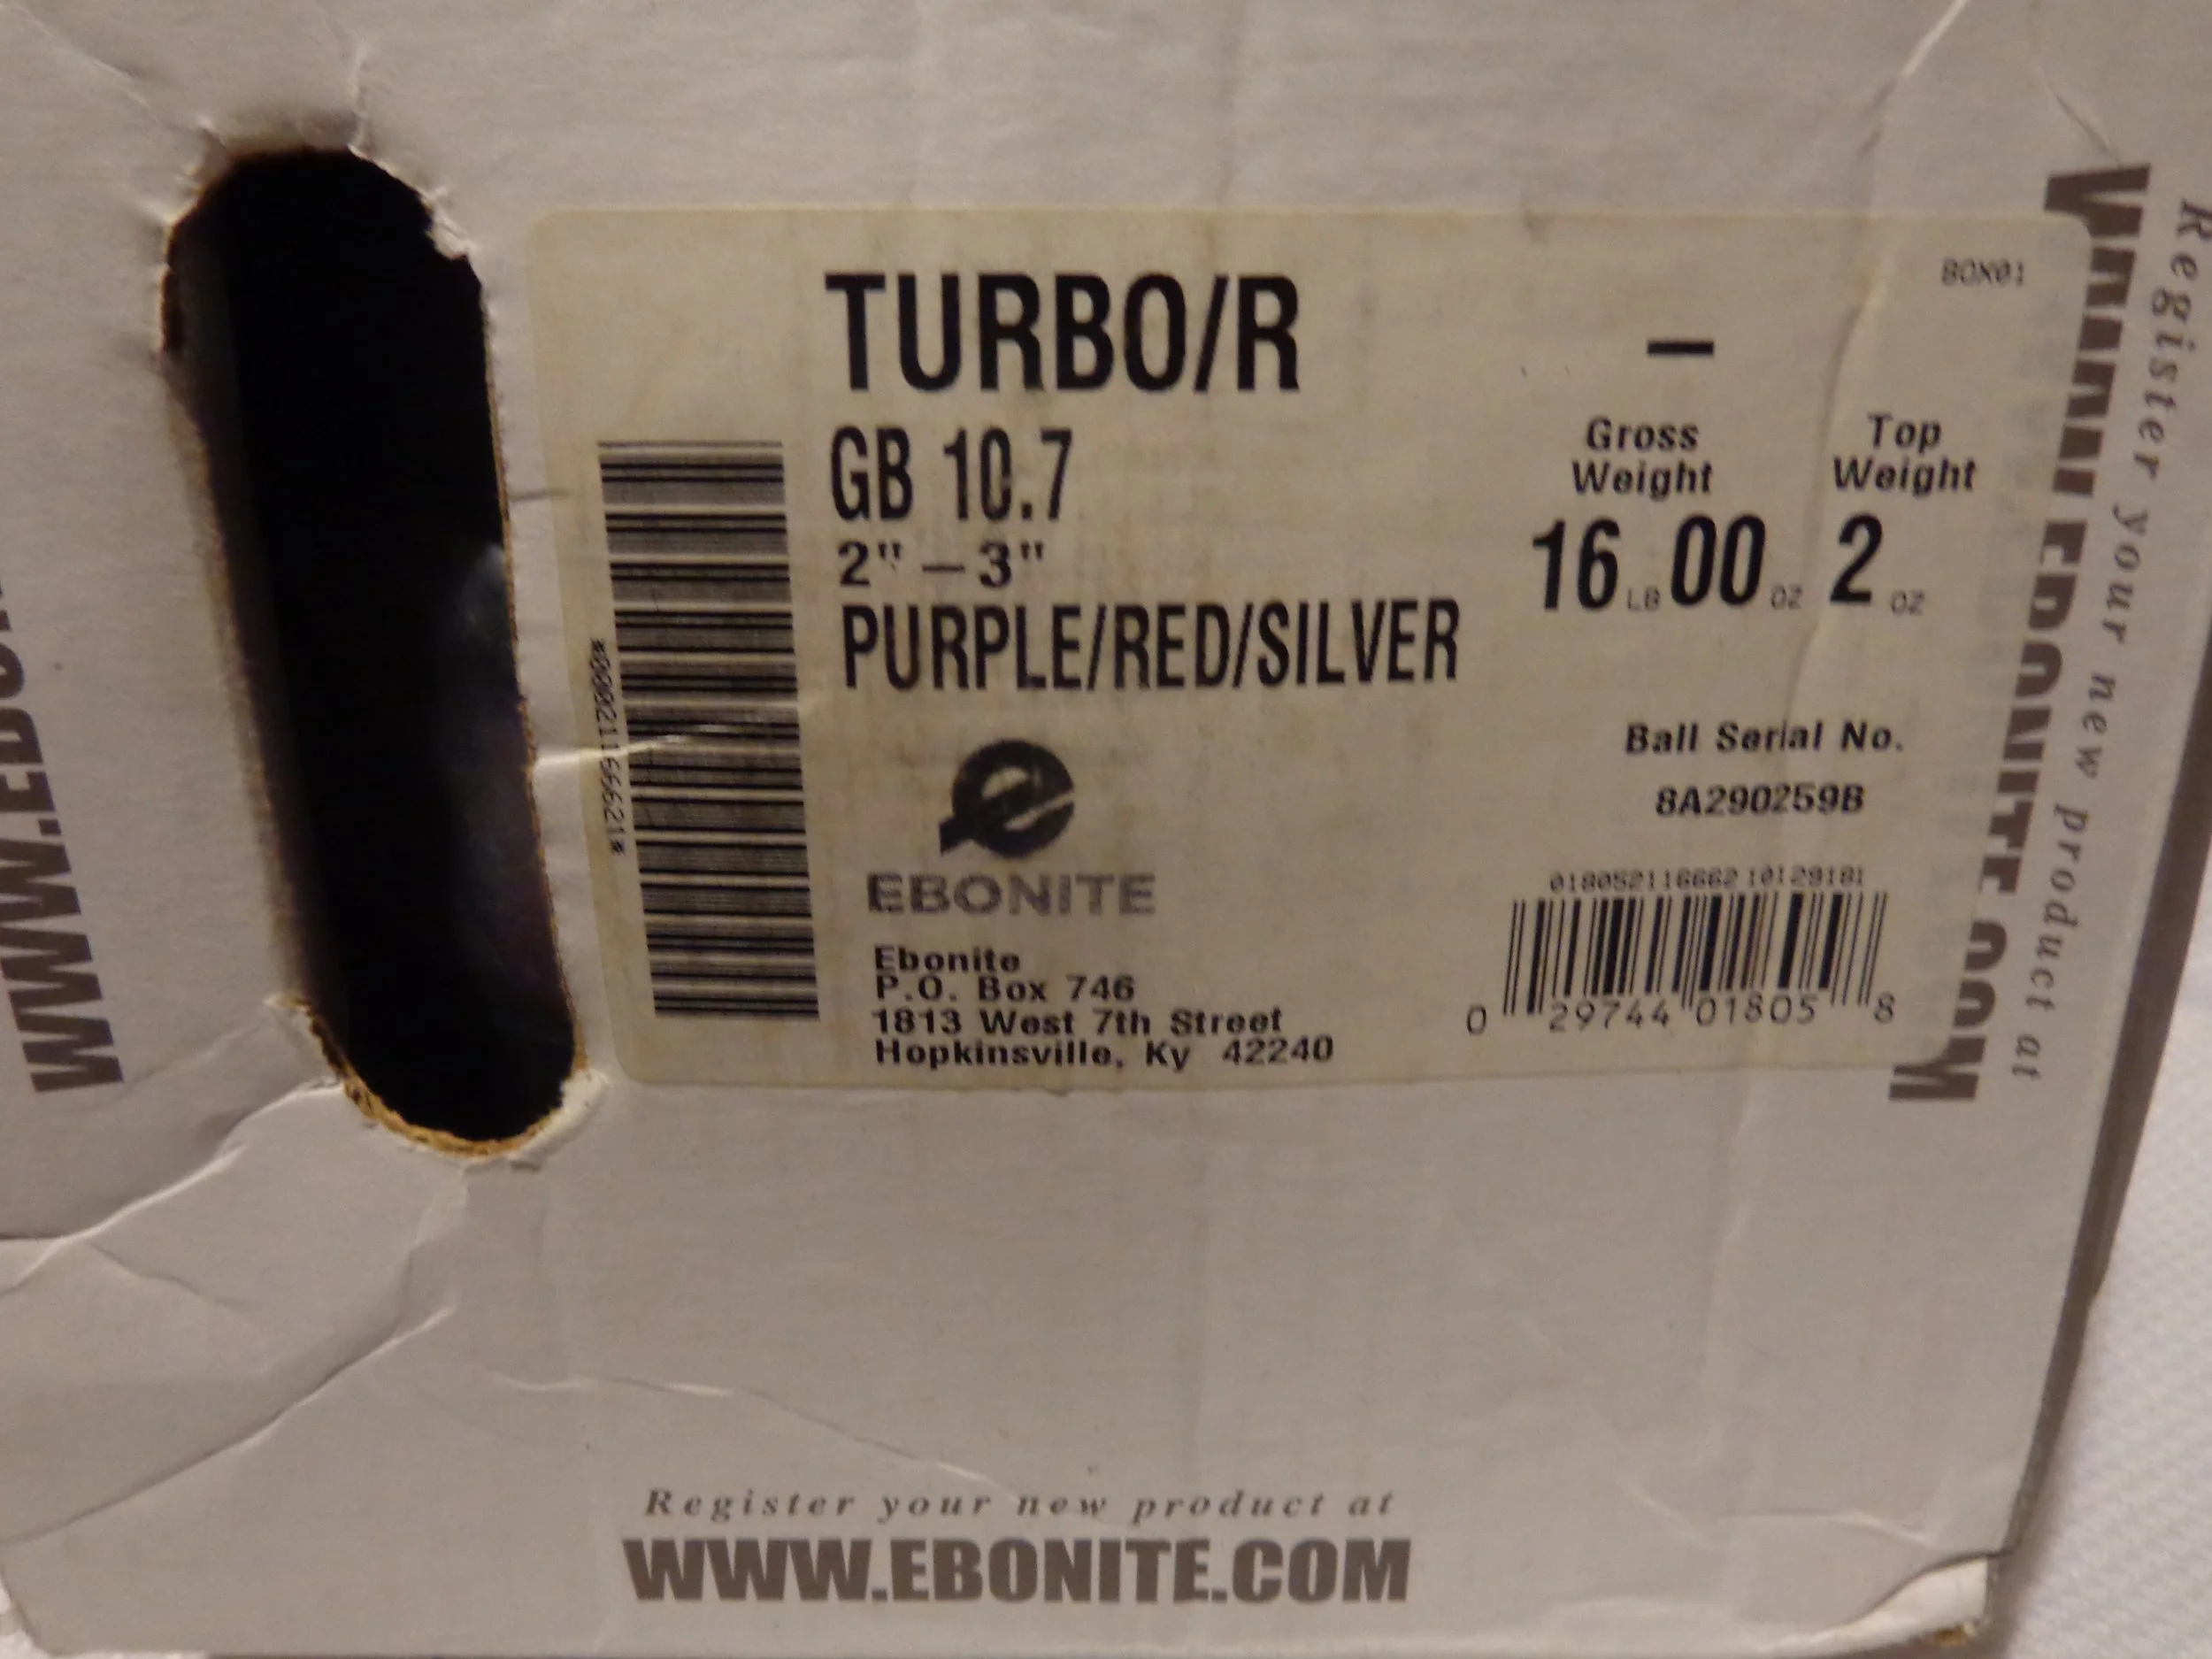 BOX01
TURBO/R –
GB 10.7
2" – 3"
PURPLE/RED/SILVER
Gross Weight
Top Weight
16 LB 00 OZ 2 OZ
Ball Serial No.
8A290259B
018052116662 10129181
0 29744 01805 8
EBONITE
Ebonite
P.O. Box 746
1813 West 7th Street
Hopkinsville, Ky 42240
Register your new product at
WWW.EBONITE.COM
Register your new product at
WWW.EBONITE.COM